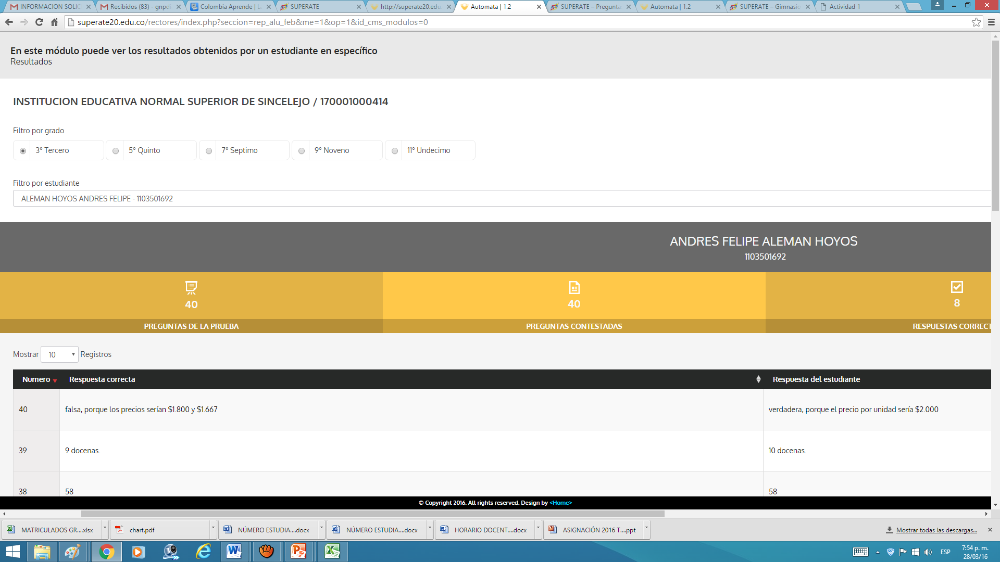 INFORMACION SOLIC
Recibidos (83) - gnpdi
Colombia Aprende | L
SUPERATE
http://superate20.edu
Automata | 1.2
SUPERATE – Pregunta
Automata | 1.2
SUPERATE – Gimnasio
Actividad 1
superate20.edu.co/rectores/index.php?seccion=rep_alu_feb&me=1&op=1&id_cms_modulos=0
En este módulo puede ver los resultados obtenidos por un estudiante en específico
Resultados
INSTITUCION EDUCATIVA NORMAL SUPERIOR DE SINCELEJO / 170001000414
Filtro por grado
3° Tercero
5° Quinto
7° Septimo
9° Noveno
11° Undecimo
Filtro por estudiante
ALEMAN HOYOS ANDRES FELIPE - 1103501692
ANDRES FELIPE ALEMAN HOYOS
1103501692
40
PREGUNTAS DE LA PRUEBA
40
PREGUNTAS CONTESTADAS
8
RESPUESTAS CORRECT
Mostrar 10 Registros
Numero Respuesta correcta Respuesta del estudiante
40 falsa, porque los precios serían $1.800 y $1.667 verdadera, porque el precio por unidad sería $2.000
39 9 docenas. 10 docenas.
38 58 58
© Copyright 2016. All rights reserved. Design by <Home>
MATRICULADOS GR....xlsx
chart.pdf
NÚMERO ESTUDIA....docx
NÚMERO ESTUDIA....docx
HORARIO DOCENT....docx
ASIGNACIÓN 2016 T....ppt
Mostrar todas las descargas...
ESP
7:54 p. m.
28/03/16